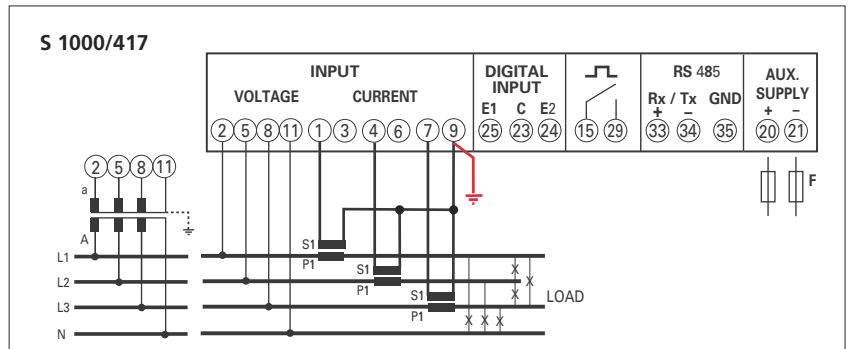 S 1000/417
INPUT
DIGITAL INPUT
RS 485
AUX. SUPPLY
VOLTAGE
CURRENT
E1 C E2
Rx / Tx GND
+ −
+ −
2 5 8 11 1 3 4 6 7 9
25 23 24
15 29
33 34 35
20 21
2 5 8 11
a
F
A
L1
S1
P1
L2
S1
P1
L3
S1
P1
LOAD
N
X
X
X
X X X